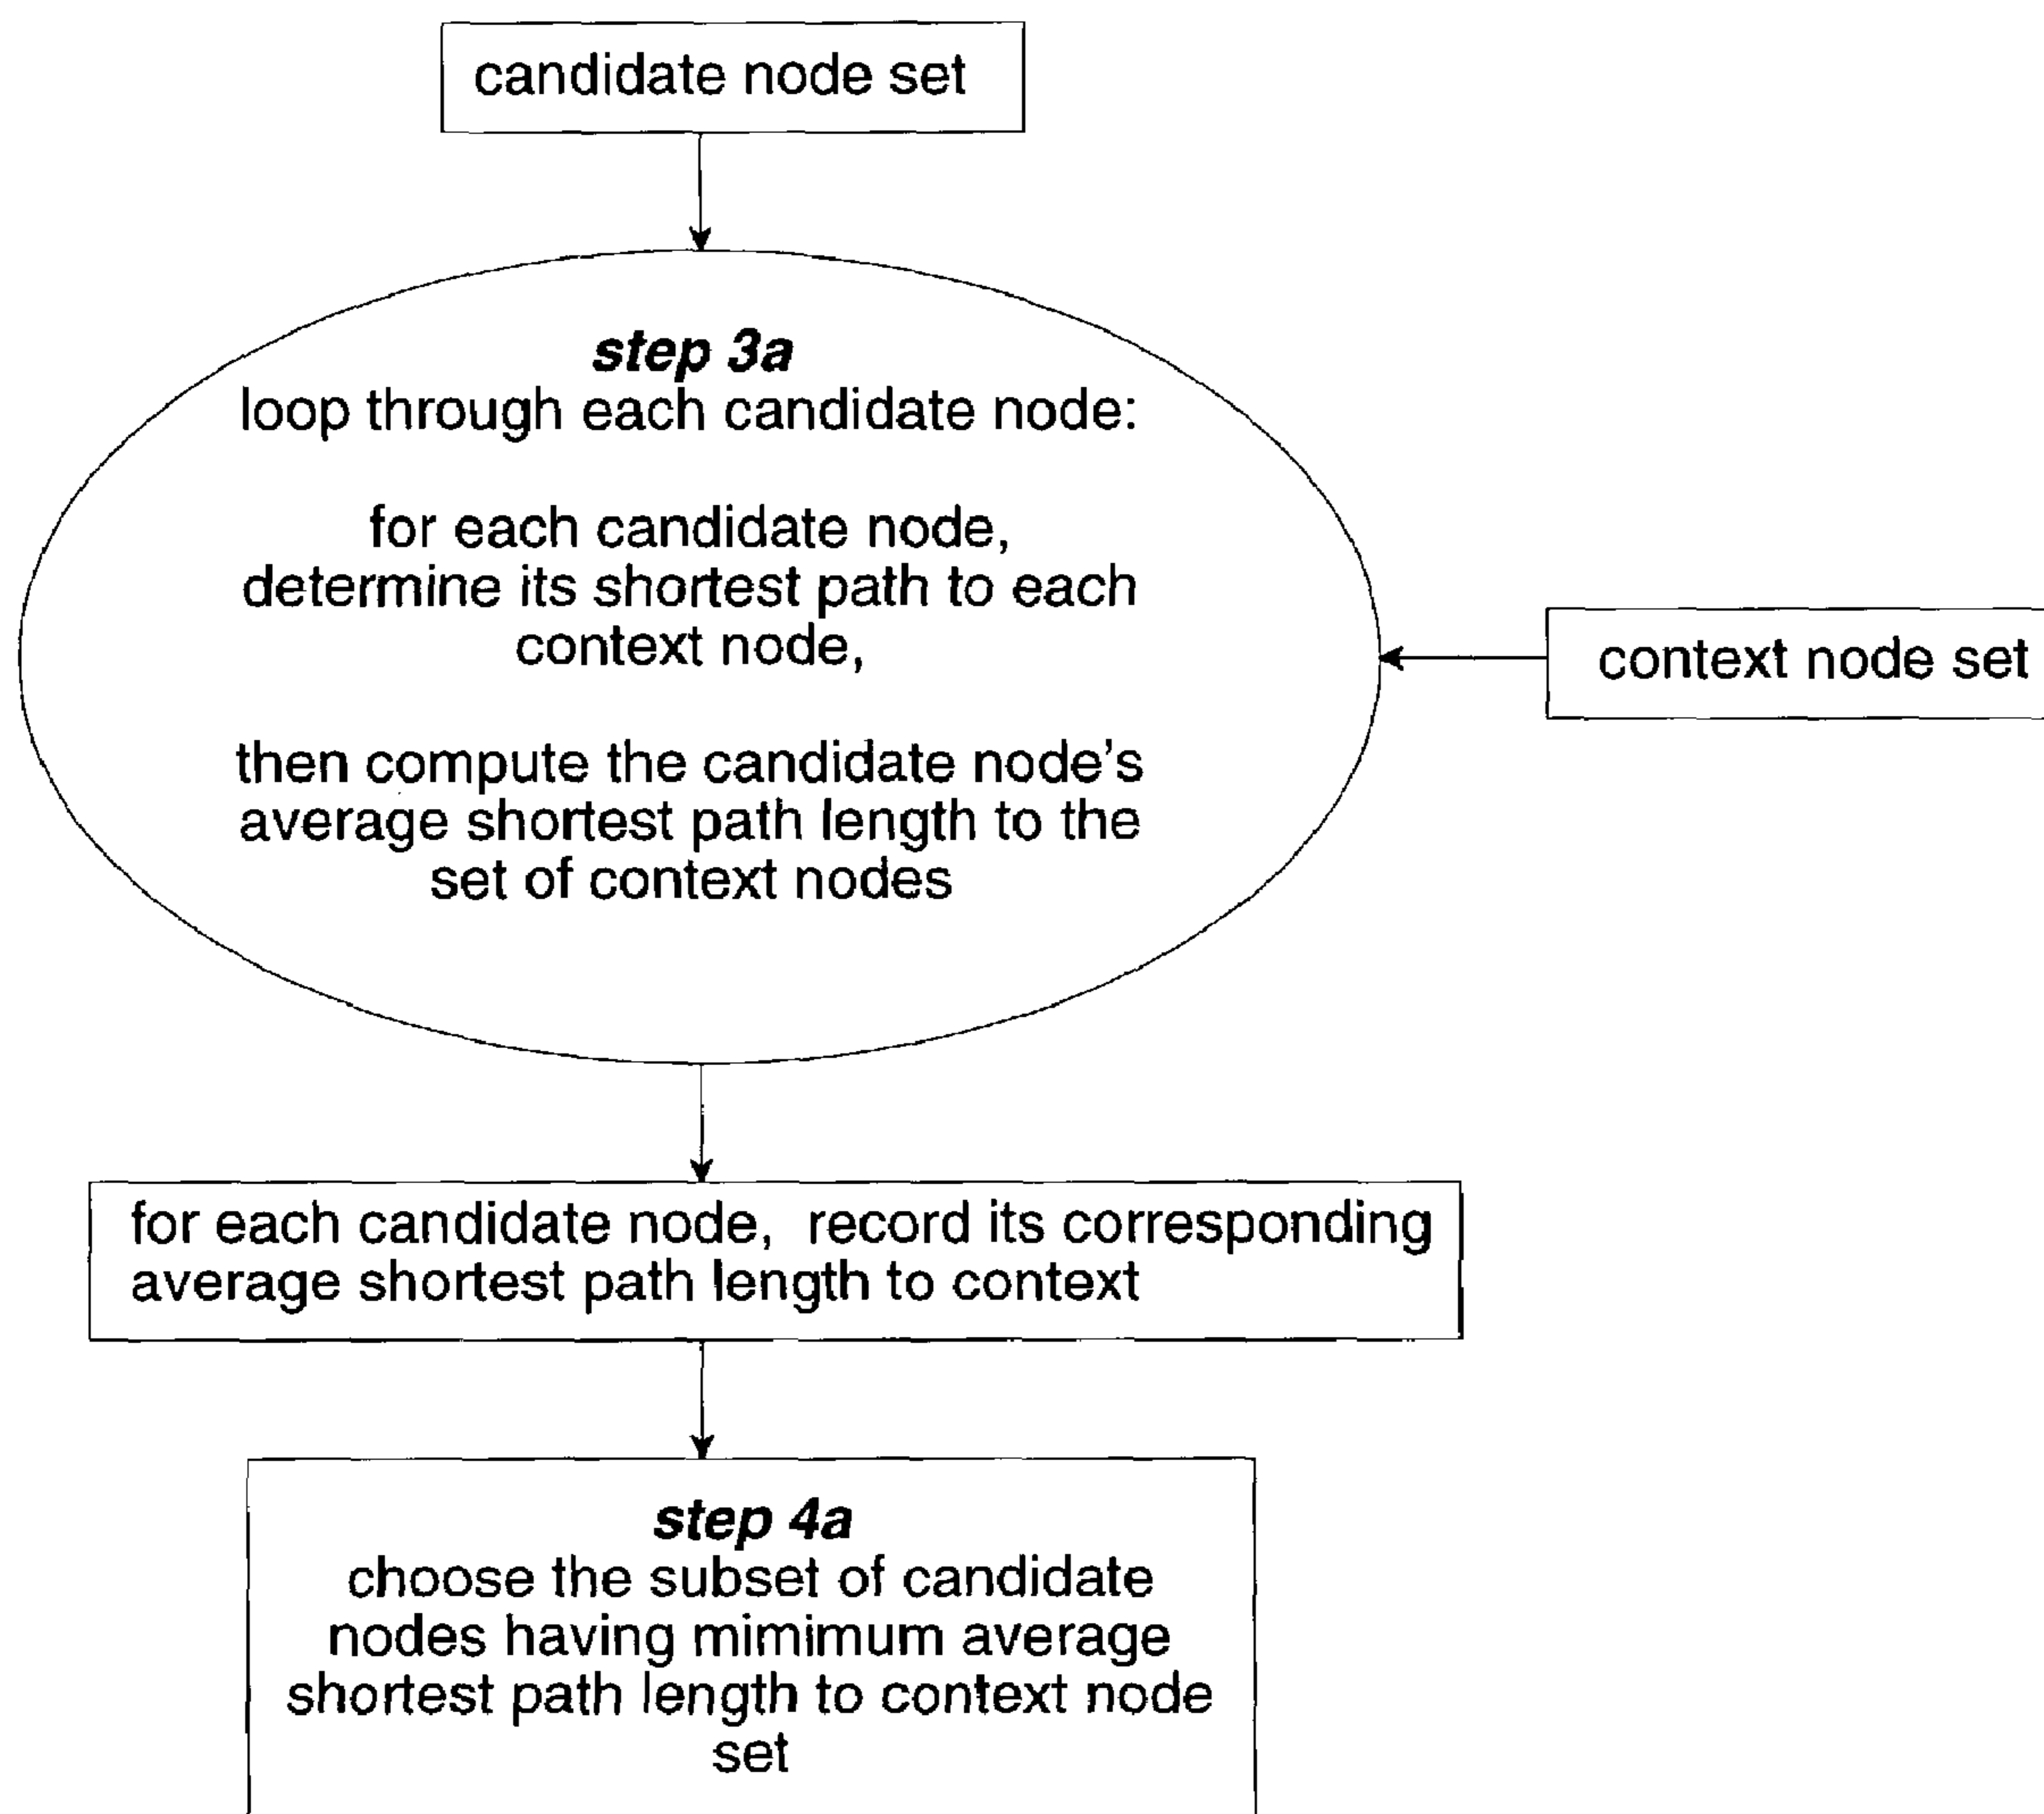 candidate node set
step 3a
loop through each candidate node:
for each candidate node,
determine its shortest path to each
context node,
then compute the candidate node's
average shortest path length to the
set of context nodes
context node set
for each candidate node, record its corresponding
average shortest path length to context
step 4a
choose the subset of candidate
nodes having mimimum average
shortest path length to context node
set